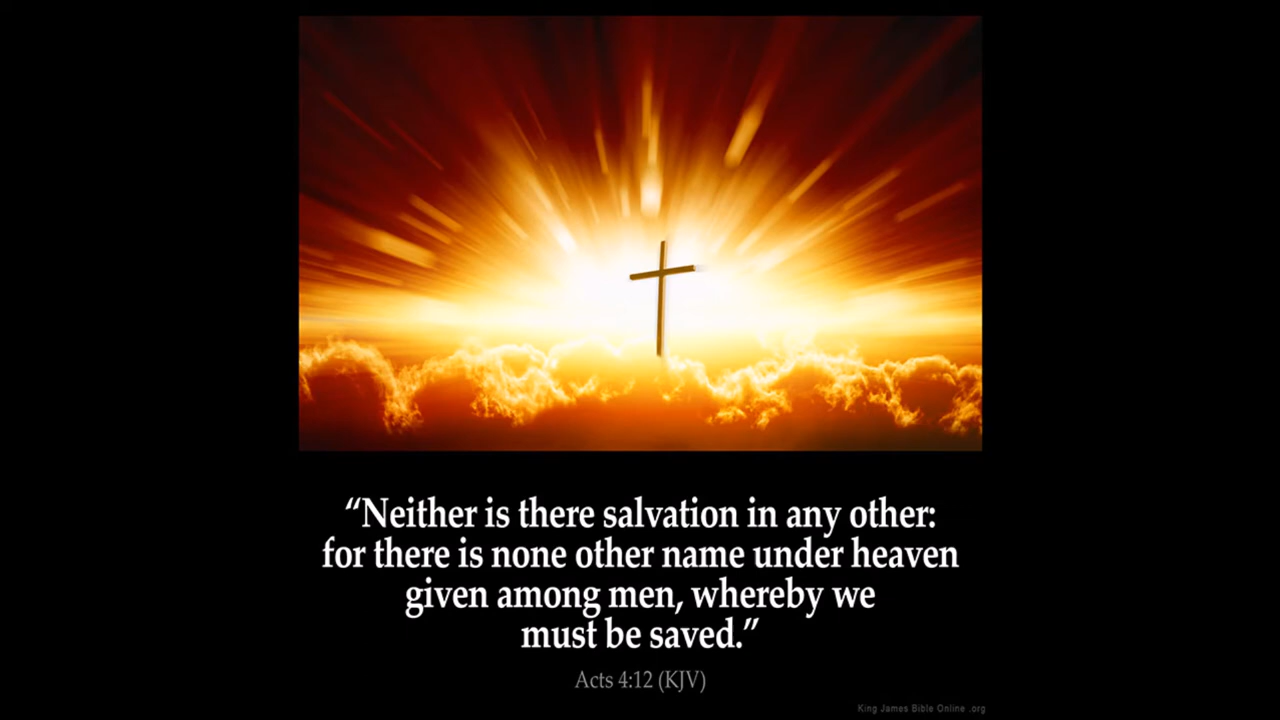 “Neither is there salvation in any other:
for there is none other name under heaven
given among men, whereby we
must be saved.”
Acts 4:12 (KJV)
King James Bible Online .org